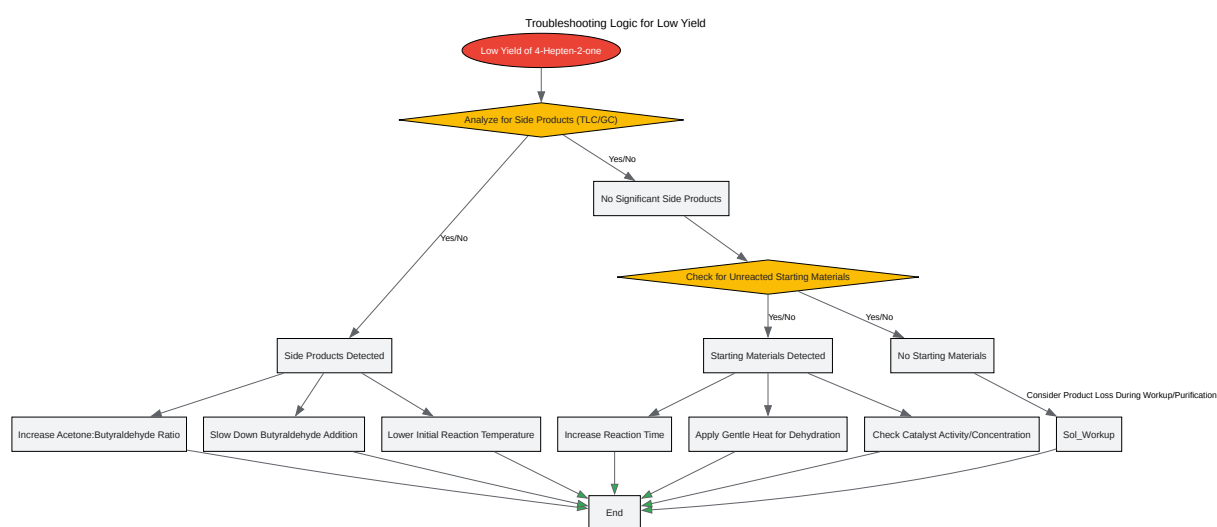 Troubleshooting Logic for Low Yield
Low Yield of 4-Hepten-2-one
Analyze for Side Products (TLC/GC)
Yes/No
No Significant Side Products
Yes/No
Check for Unreacted Starting Materials
Yes/No
Yes/No
Side Products Detected
Starting Materials Detected
No Starting Materials
Consider Product Loss During Workup/Purification
Increase Acetone:Butyraldehyde Ratio
Slow Down Butyraldehyde Addition
Lower Initial Reaction Temperature
Increase Reaction Time
Apply Gentle Heat for Dehydration
Check Catalyst Activity/Concentration
Sol_Workup
End